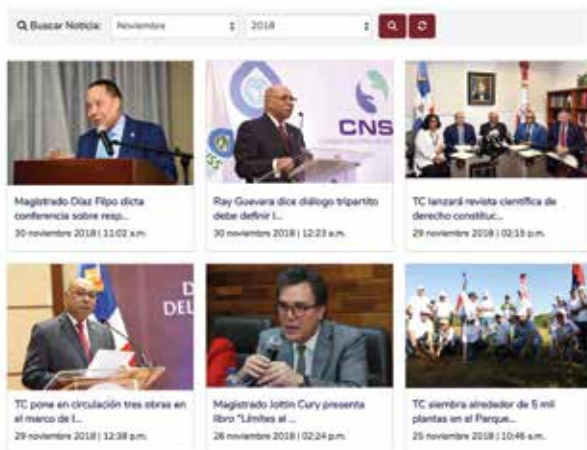 Buscar Noticia: Noviembre 2018
CNS
Magistrado Díaz Filpo dicta
conferencia sobre resp...
30 noviembre 2018 | 11:02 a.m.
Ray Guevara dice diálogo tripartito
debe definir l...
30 noviembre 2018 | 12:23 a.m.
TC lanzará revista científica de
derecho constituc...
29 noviembre 2018 | 02:15 p.m.
D
DEL
TC pone en circulación tres obras en
el marco de l...
29 noviembre 2018 | 12:38 p.m.
Magistrado Jottin Cury presenta
libro "Límites al ...
26 noviembre 2018 | 02:24 p.m.
TC siembra alrededor de 5 mil
plantas en el Parque...
25 noviembre 2018 | 10:46 a.m.